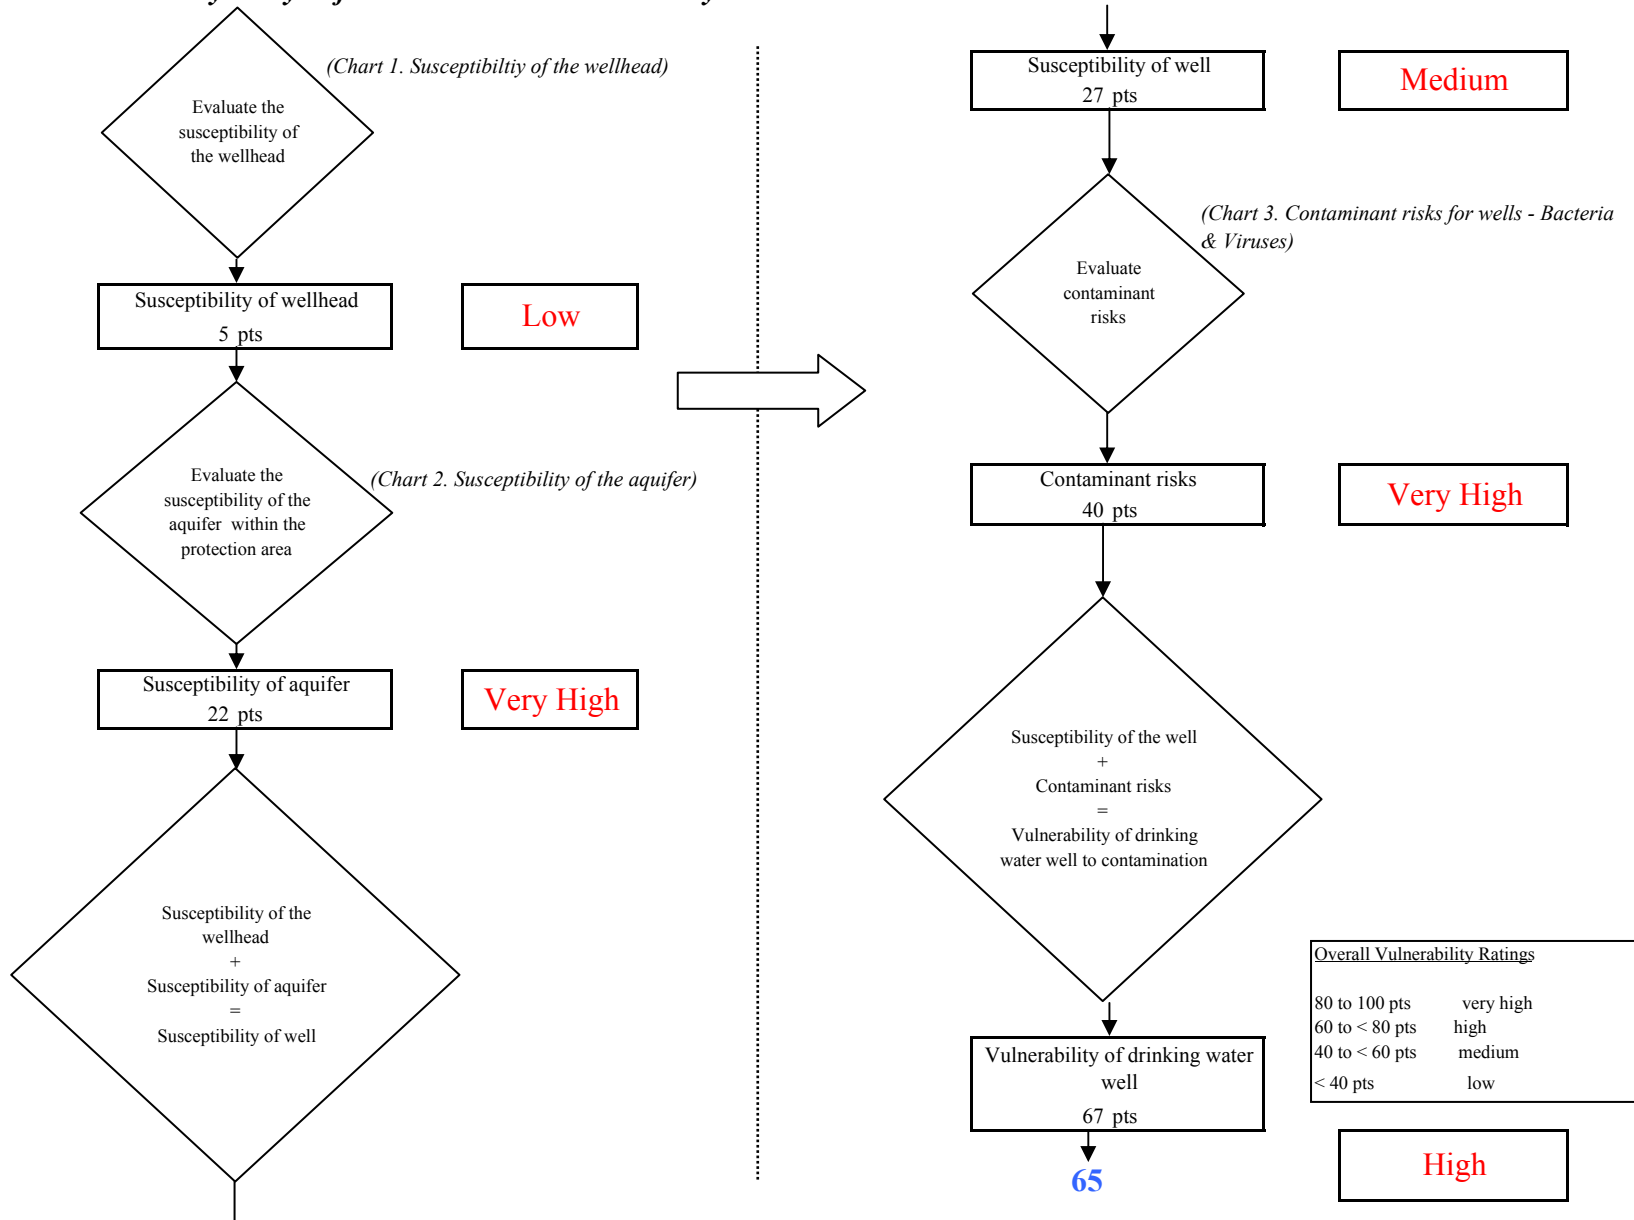 (Chart 1. Susceptibiltiy of the wellhead)
Evaluate the
susceptibility of
the wellhead
Susceptibility of wellhead
5 pts
Low
(Chart 2. Susceptibility of the aquifer)
Evaluate the
susceptibility of the
aquifer within the
protection area
Susceptibility of aquifer
22 pts
Very High
Susceptibility of the
wellhead
+
Susceptibility of aquifer
=
Susceptibility of well
Susceptibility of well
27 pts
Medium
(Chart 3. Contaminant risks for wells - Bacteria
& Viruses)
Evaluate
contaminant
risks
Contaminant risks
40 pts
Very High
Susceptibility of the well
+
Contaminant risks
=
Vulnerability of drinking
water well to contamination
Overall Vulnerability Ratings
80 to 100 pts very high
60 to < 80 pts high
40 to < 60 pts medium
< 40 pts low
Vulnerability of drinking water
well
67 pts
65
High